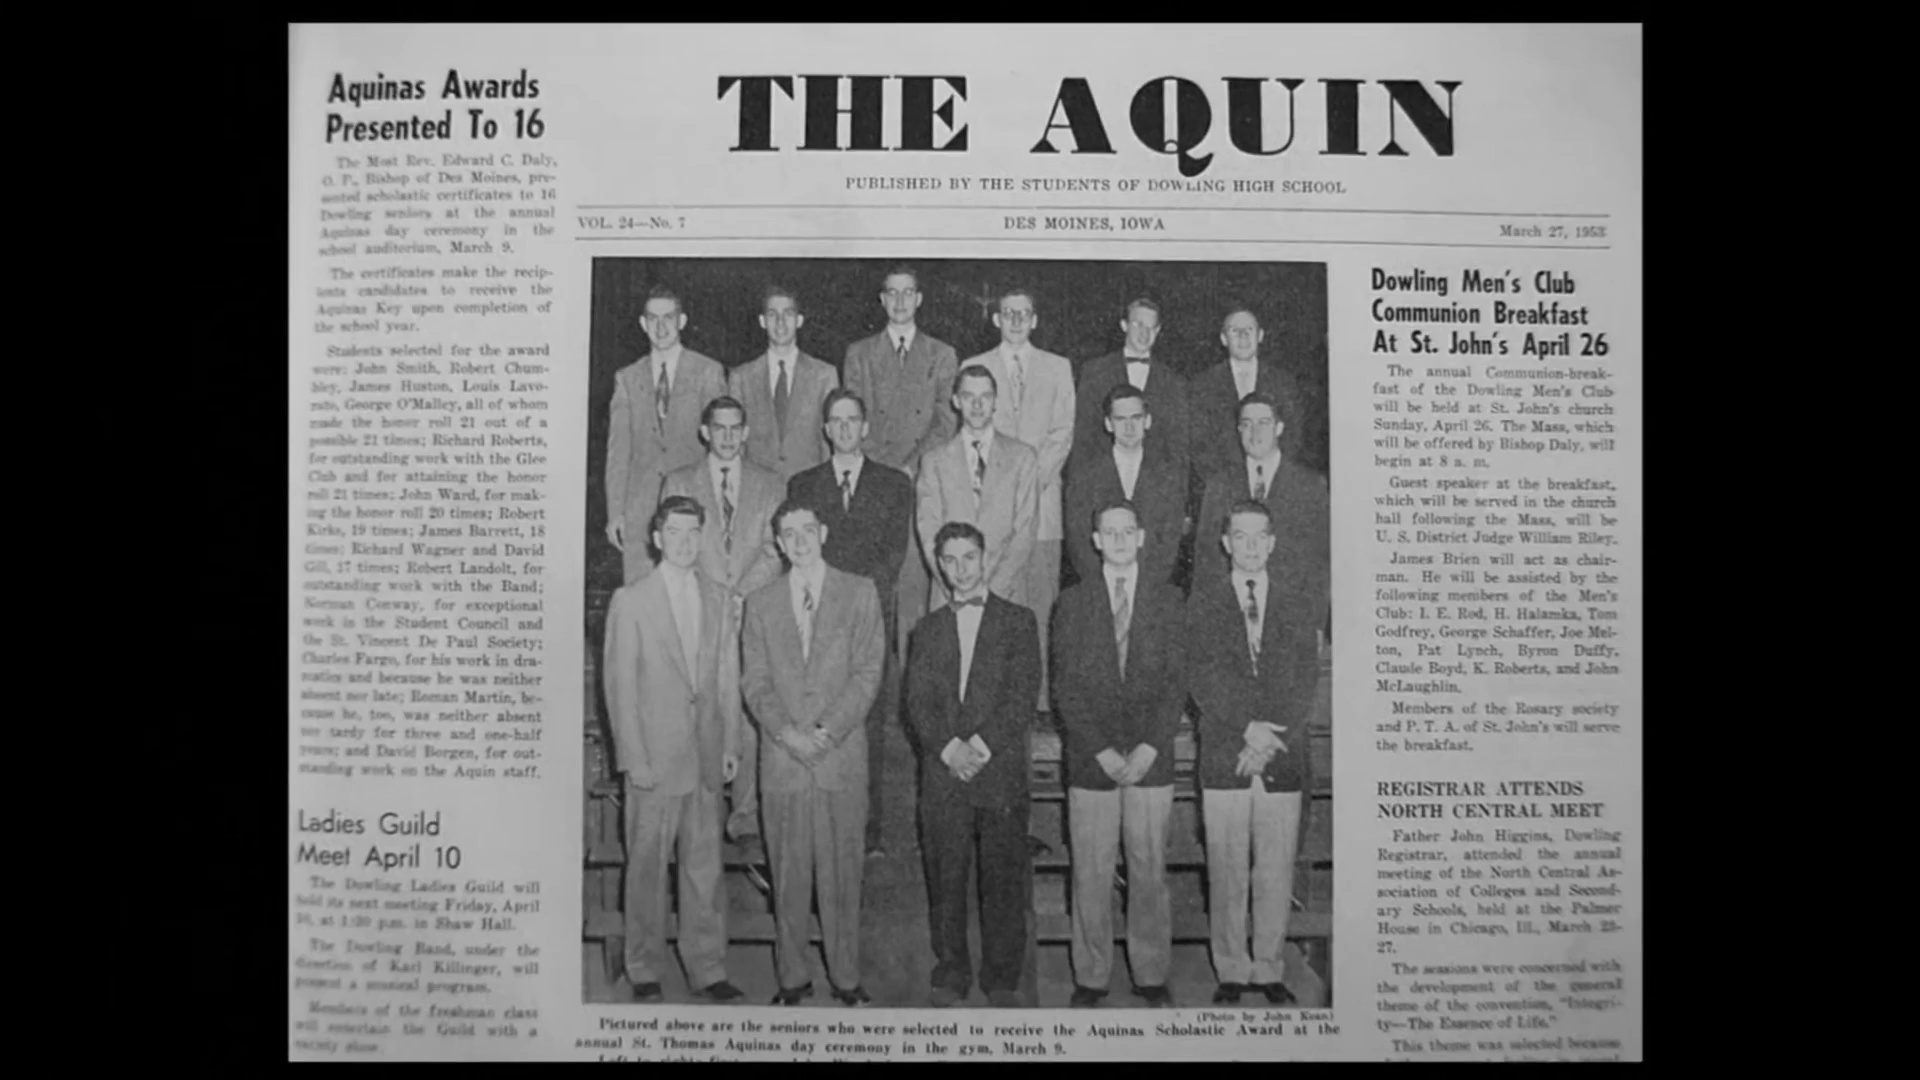 THE AQUIN
PUBLISHED BY THE STUDENTS OF DOWLING HIGH SCHOOL
VOL. 24—No. 7 DES MOINES, IOWA March 27, 1953
Aquinas Awards
Presented To 16
The Most Rev. Edward C. Daly,
O. P., Bishop of Des Moines, pre-
sented scholastic certificates to 16
Dowling seniors at the annual
Aquinas day ceremony in the
school auditorium, March 9.
The certificates make the recip-
ients candidates to receive the
Aquinas Key upon completion of
the school year.
Students selected for the award
were: John Smith, Robert Chum-
bley, James Huston, Louis Lavo-
rato, George O'Malley, all of whom
made the honor roll 21 out of a
possible 21 times; Richard Roberts,
for outstanding work with the Glee
Club and for attaining the honor
roll 21 times; John Ward, for mak-
ing the honor roll 20 times; Robert
Kirke, 19 times; James Barrett, 18
times; Richard Wagner and David
Gill, 17 times; Robert Landolt, for
outstanding work with the Band;
Norman Conway, for exceptional
work in the Student Council and
the St. Vincent De Paul Society;
Charles Fargo, for his work in dra-
matics and because he was neither
absent nor late; Roman Martin, be-
cause he, too, was neither absent
nor tardy for three and one-half
years; and David Borgen, for out-
standing work on the Aquin staff.
Ladies Guild
Meet April 10
The Dowling Ladies Guild will
hold its next meeting Friday, April
10, at 1:30 p.m. in Shaw Hall.
The Dowling Band, under the
direction of Karl Killinger, will
present a musical program.
Members of the freshman class
will entertain the Guild with a
variety show.
(Photo by John Kean)
Pictured above are the seniors who were selected to receive the Aquinas Scholastic Award at the
annual St. Thomas Aquinas day ceremony in the gym, March 9.
Dowling Men's Club
Communion Breakfast
At St. John's April 26
The annual Communion-break-
fast of the Dowling Men's Club
will be held at St. John's church
Sunday, April 26. The Mass, which
will be offered by Bishop Daly, will
begin at 8 a. m.
Guest speaker at the breakfast,
which will be served in the church
hall following the Mass, will be
U. S. District Judge William Riley.
James Brien will act as chair-
man. He will be assisted by the
following members of the Men's
Club: I. E. Rod, H. Halamka, Tom
Godfrey, George Schaffer, Joe Mel-
ton, Pat Lynch, Byron Duffy,
Claude Boyd, K. Roberts, and John
McLaughlin.
Members of the Rosary society
and P. T. A. of St. John's will serve
the breakfast.
REGISTRAR ATTENDS
NORTH CENTRAL MEET
Father John Higgins, Dowling
Registrar, attended the annual
meeting of the North Central As-
sociation of Colleges and Second-
ary Schools, held at the Palmer
House in Chicago, Ill., March 23-
27.
The sessions were concerned with
the development of the general
theme of the convention, "Integri-
ty—The Essence of Life."
This theme was selected because